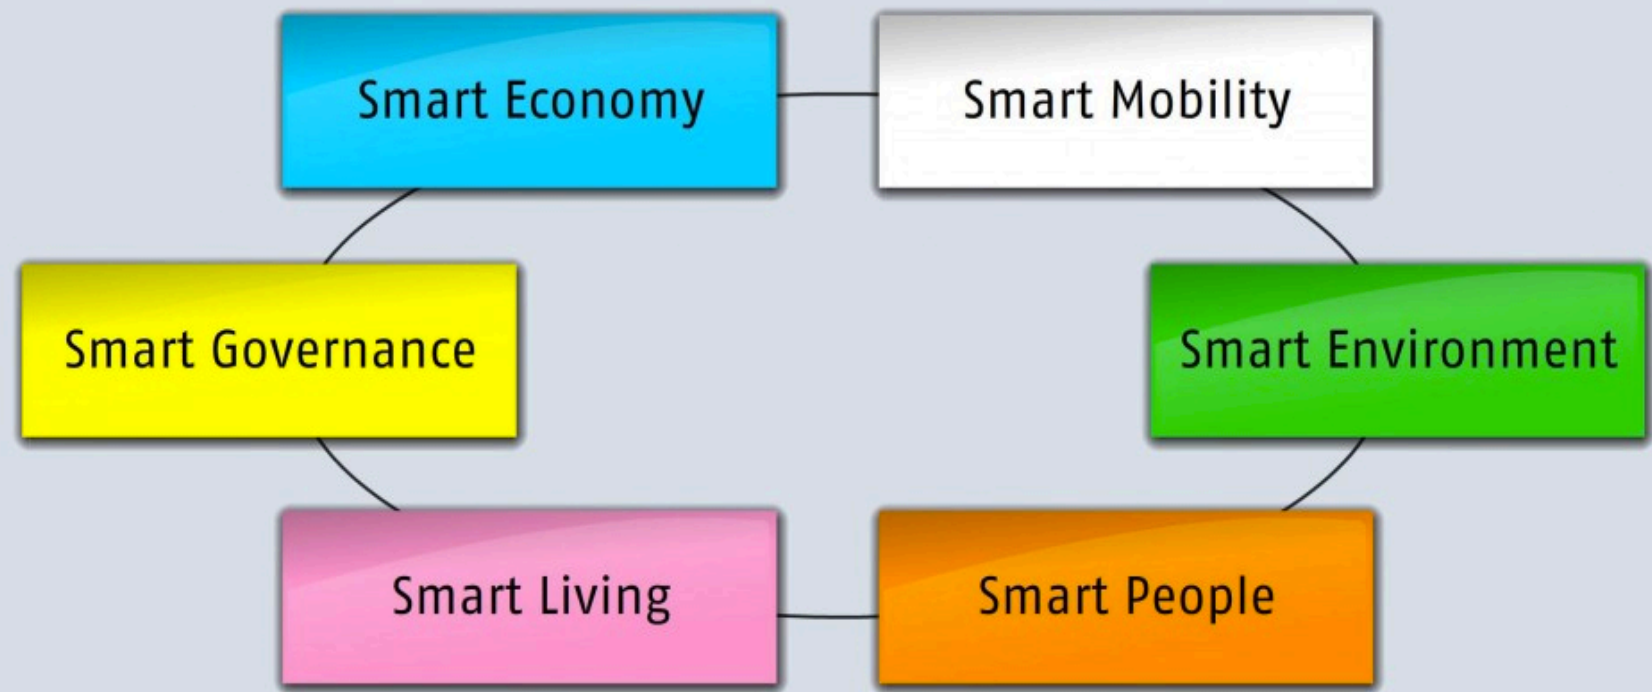 Smart Economy
Smart Mobility
Smart Governance
Smart Environment
Smart Living
Smart People